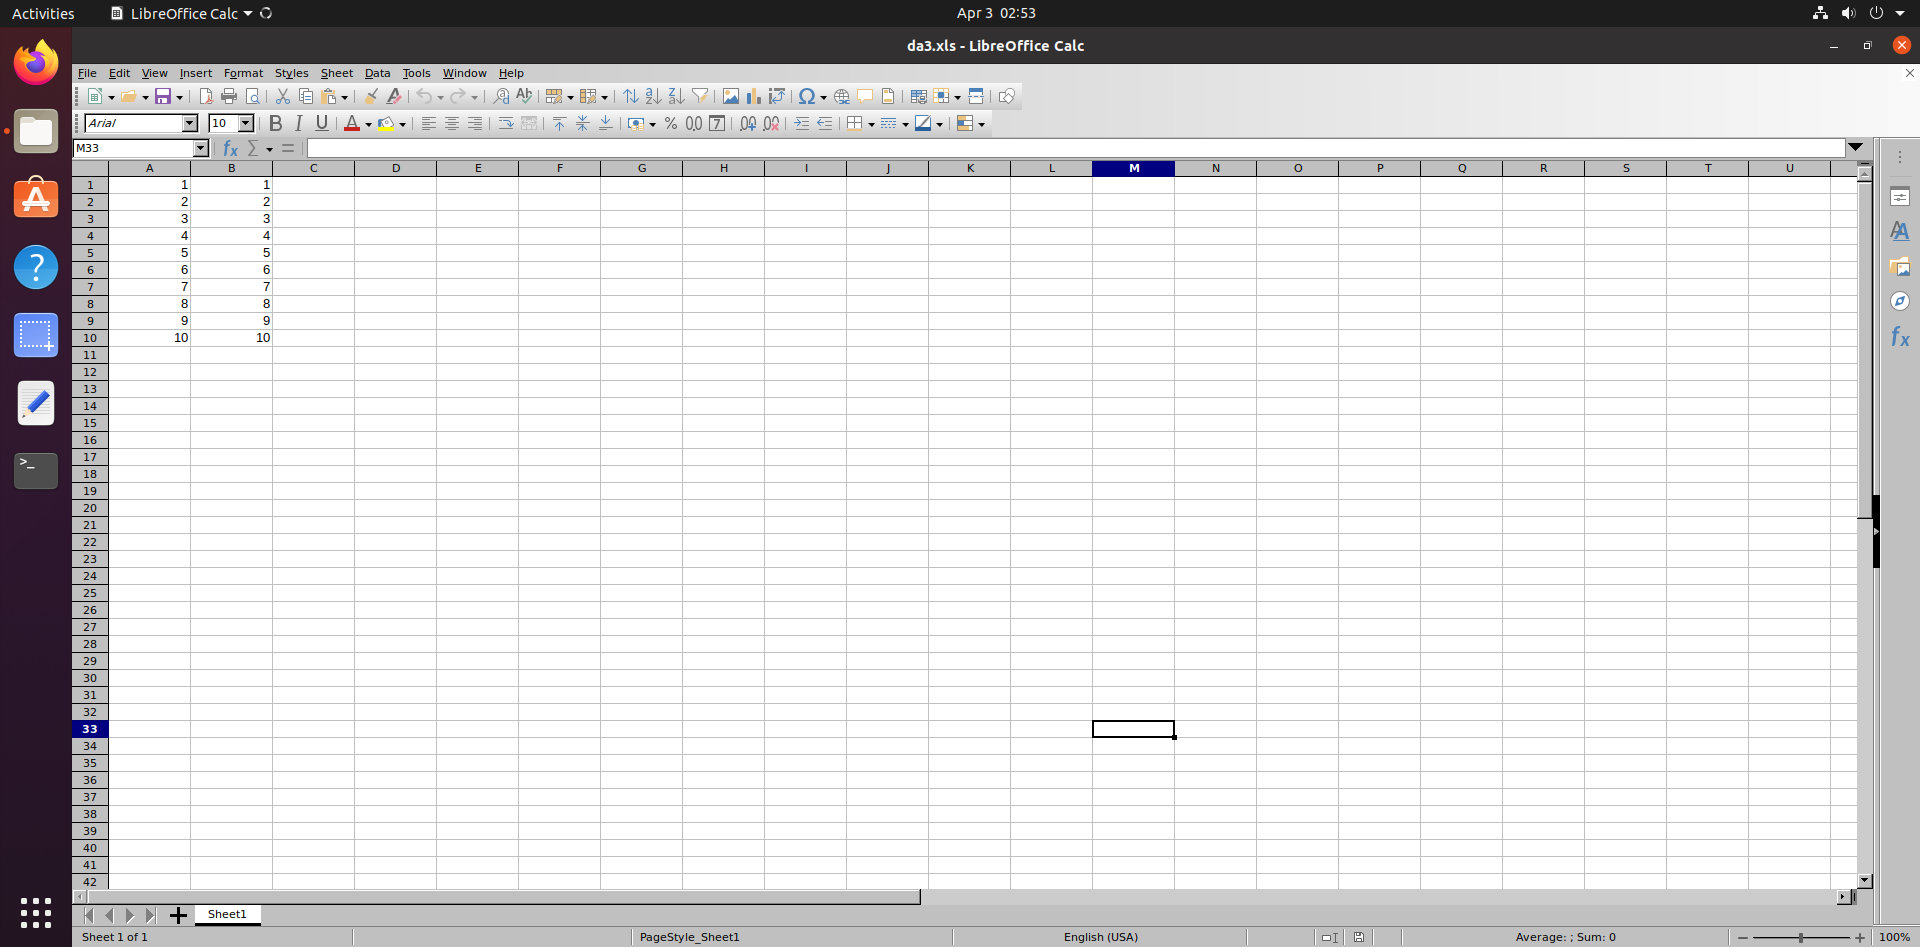 Activities LibreOffice Calc Apr 3 02:53
da3.xls - LibreOffice Calc
File Edit View Insert Format Styles Sheet Data Tools Window Help
Arial 10
M33
A B C D E F G H I J K L M N O P Q R S T U
1 1 1
2 2 2
3 3 3
4 4 4
5 5 5
6 6 6
7 7 7
8 8 8
9 9 9
10 10 10
11
12
13
14
15
16
17
18
19
20
21
22
23
24
25
26
27
28
29
30
31
32
33
34
35
36
37
38
39
40
41
42
Sheet1
Sheet 1 of 1 PageStyle_Sheet1 English (USA) Average: ; Sum: 0 100%